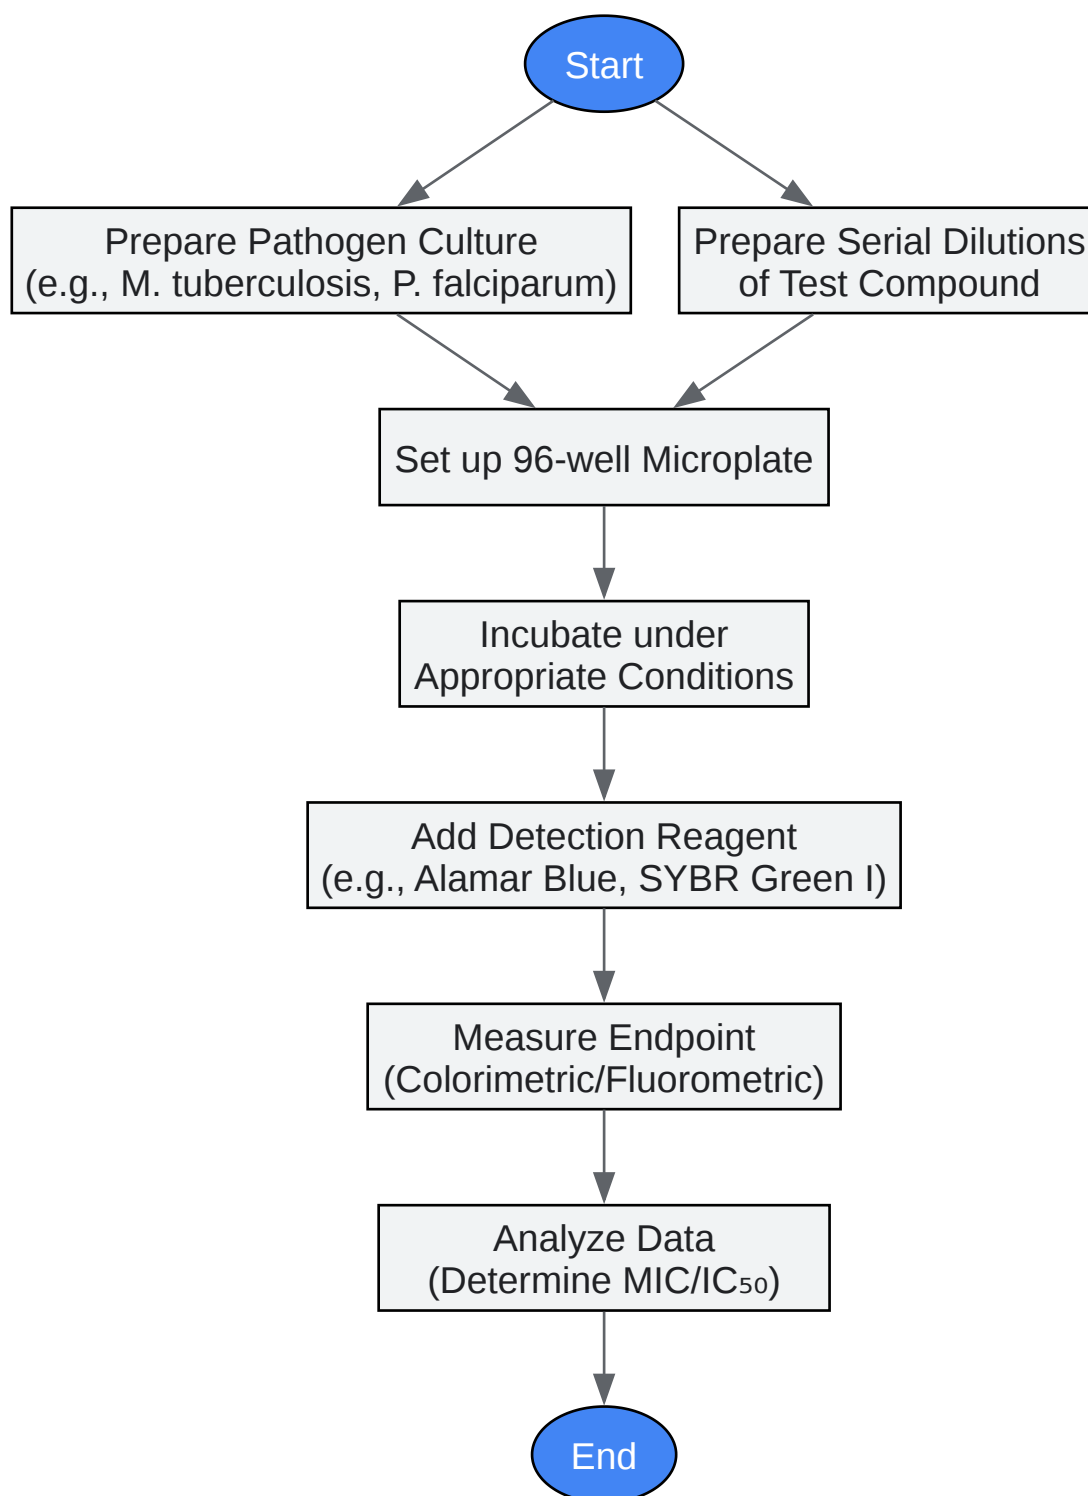 Start
Prepare Pathogen Culture
(e.g., M. tuberculosis, P. falciparum)
Prepare Serial Dilutions
of Test Compound
Set up 96-well Microplate
Incubate under
Appropriate Conditions
Add Detection Reagent
(e.g., Alamar Blue, SYBR Green I)
Measure Endpoint
(Colorimetric/Fluorometric)
Analyze Data
(Determine MIC/IC₅₀)
End